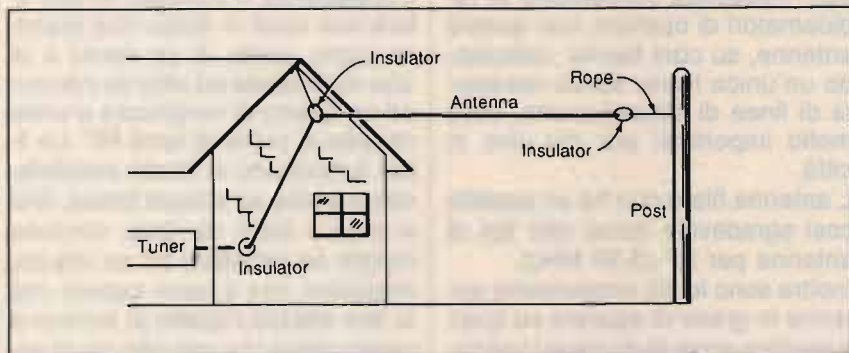 Insulator
Rope
Antenna
Insulator
Post
Tuner
Insulator